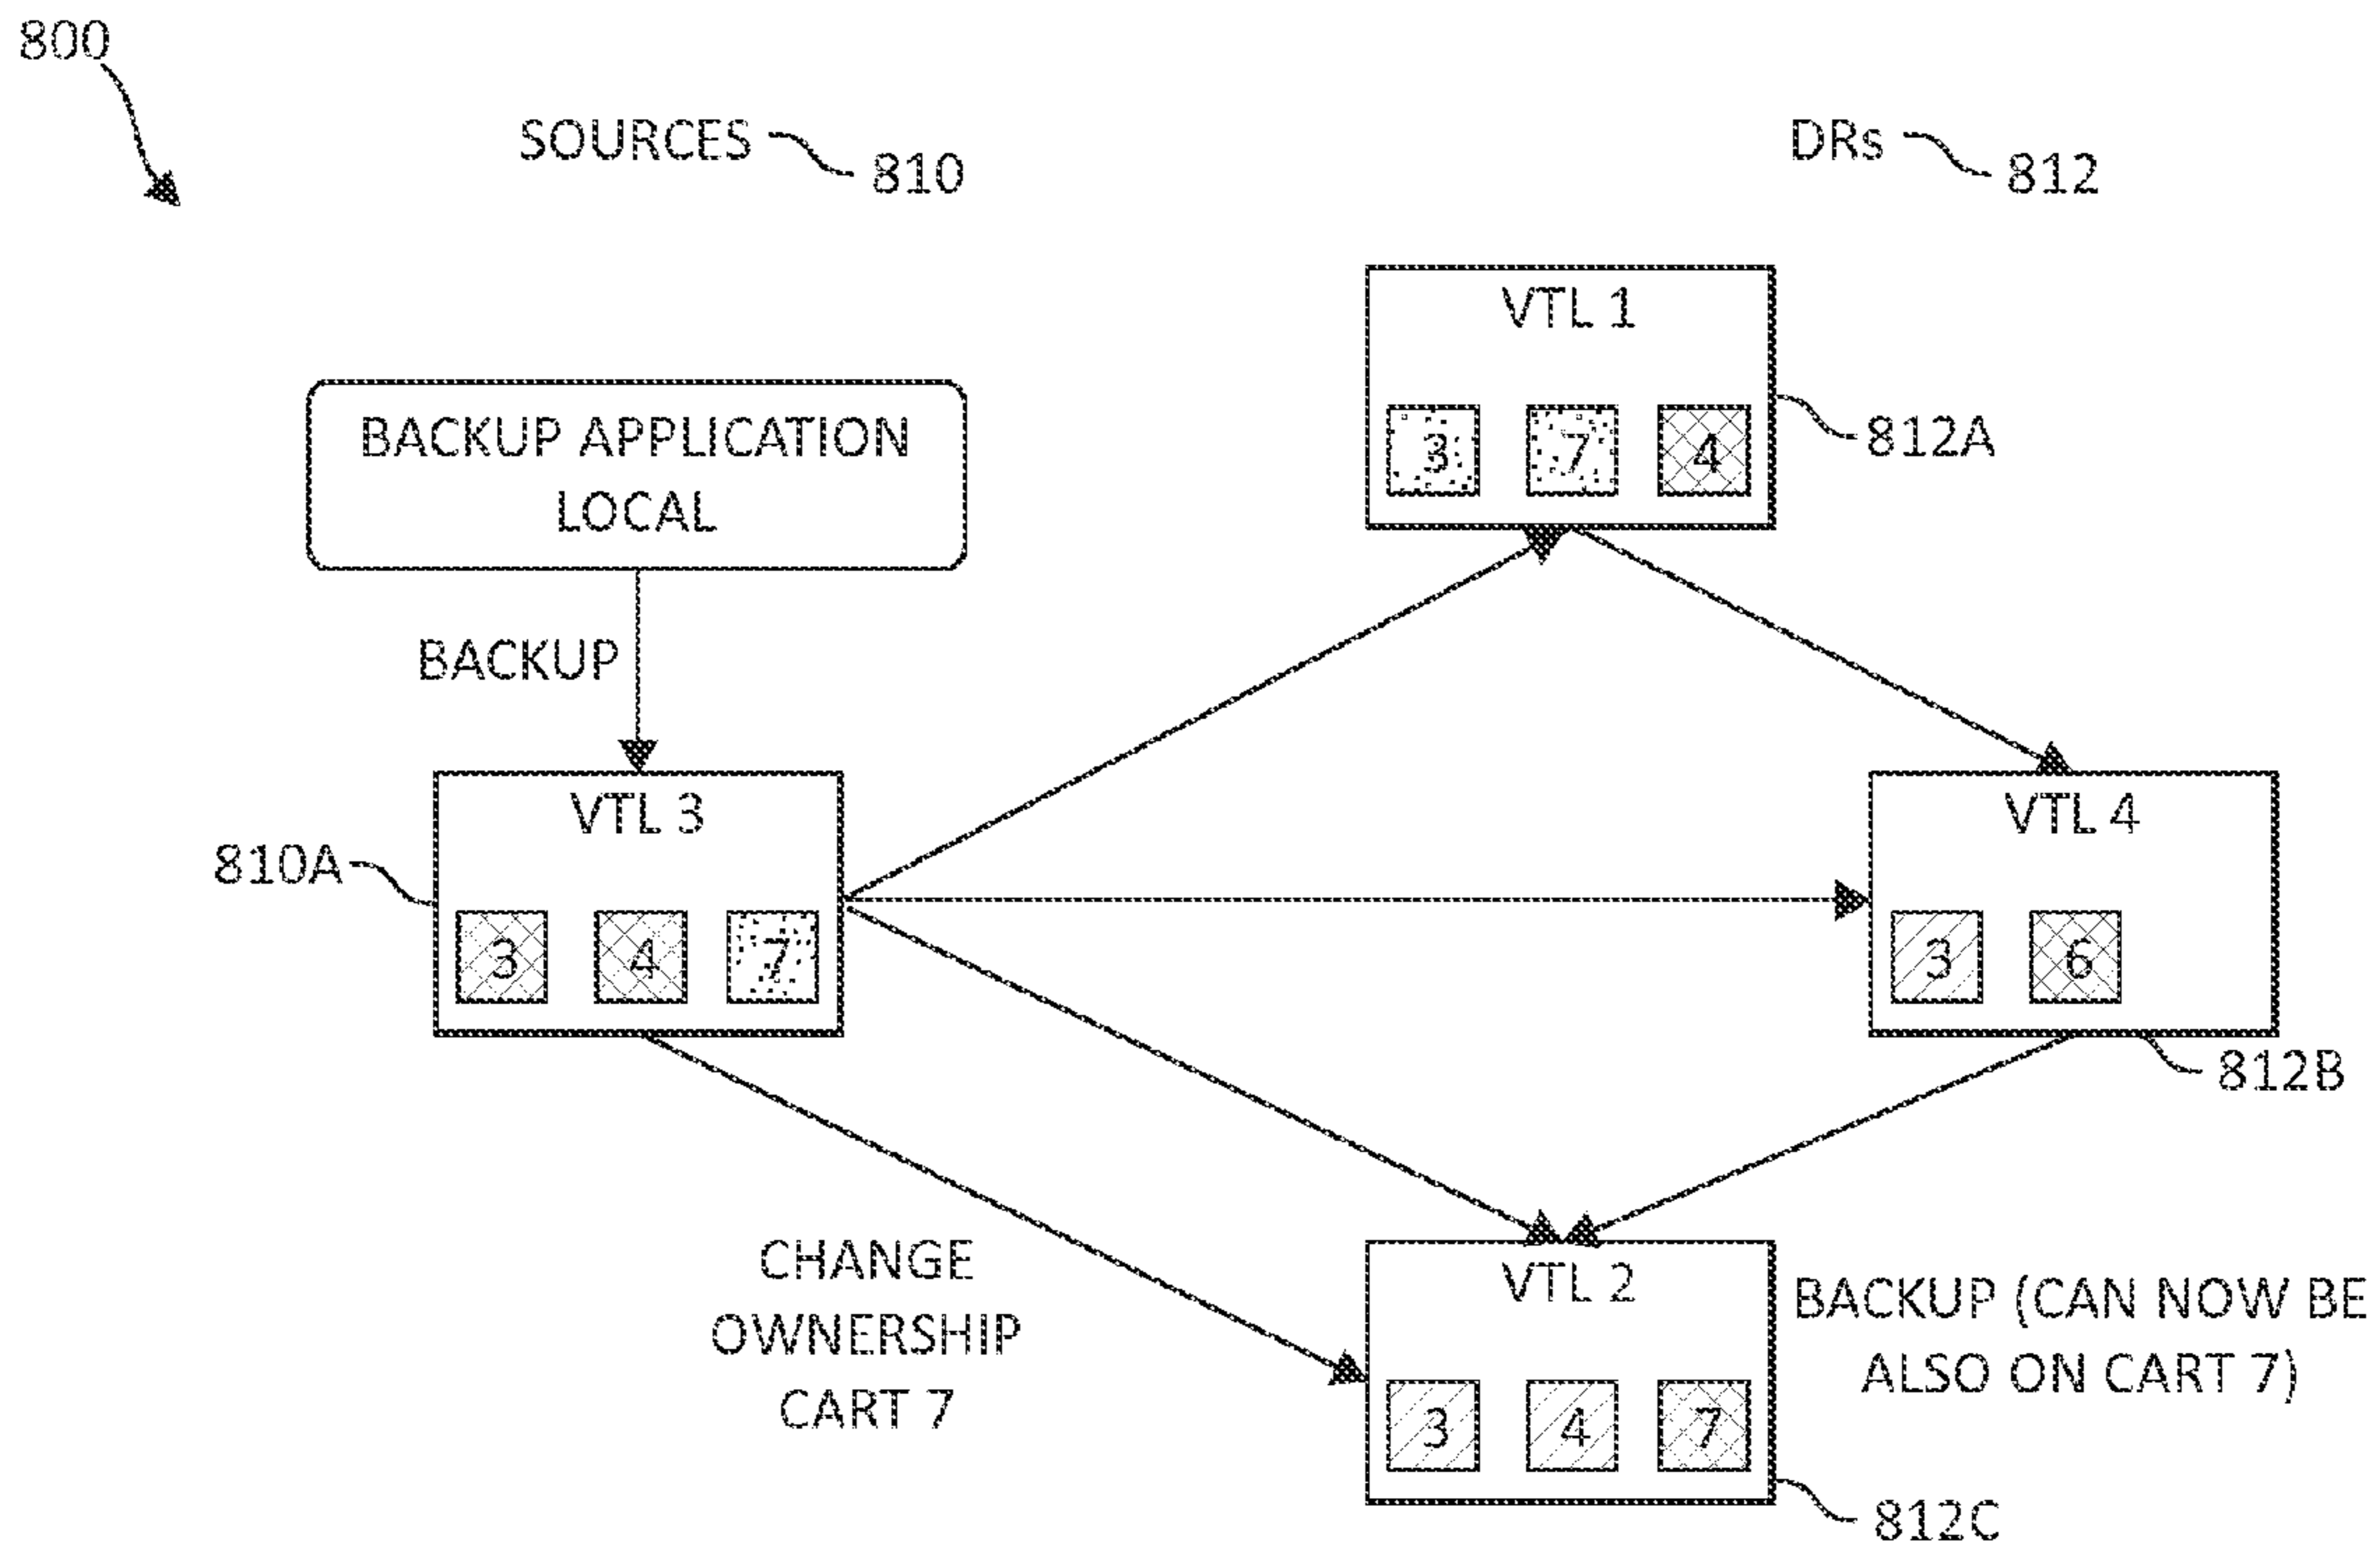 800
SOURCES 810
DRs 812
VTL 1
3 7 4
812A
BACKUP APPLICATION
LOCAL
BACKUP
VTL 3
810A
3 4 7
VTL 4
3 6
812B
CHANGE
OWNERSHIP
CART 7
VTL 2
3 4 7
812C
BACKUP (CAN NOW BE
ALSO ON CART 7)